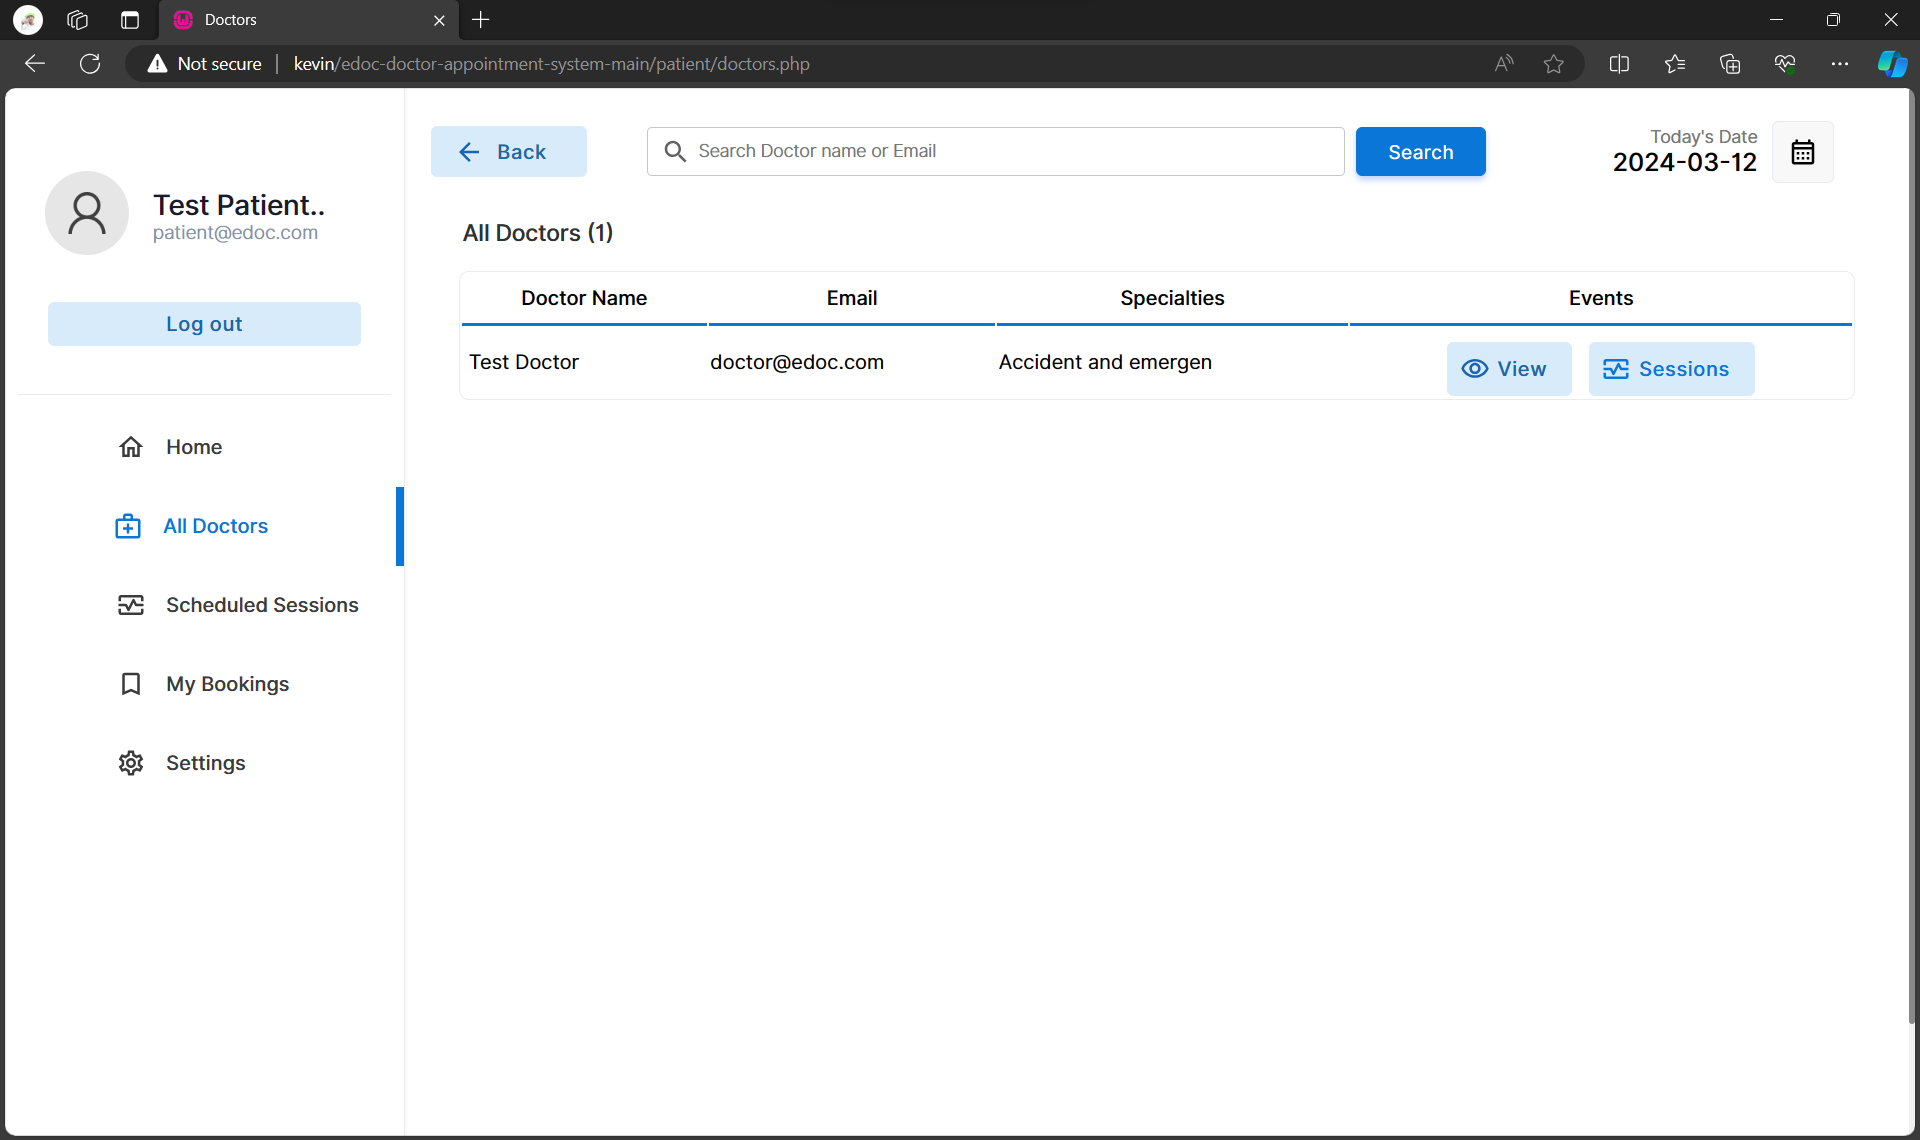 Doctors
Not secure
kevin/edoc-doctor-appointment-system-main/patient/doctors.php
Test Patient..
patient@edoc.com
Log out
Home
All Doctors
Scheduled Sessions
My Bookings
Settings
Back
Search Doctor name or Email
Search
Today's Date
2024-03-12
All Doctors (1)
Doctor Name Email Specialties Events
Test Doctor doctor@edoc.com Accident and emergen View Sessions